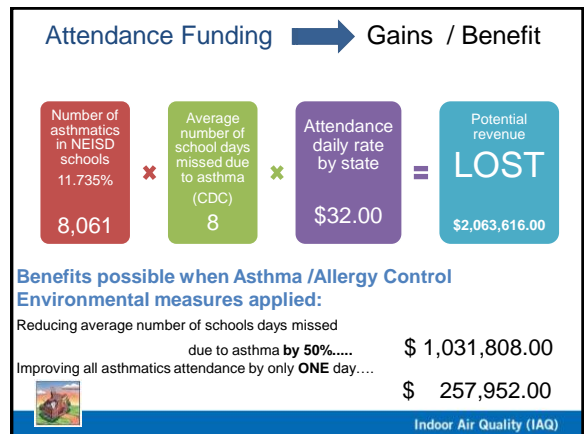 Attendance Funding Gains / Benefit
Number of
asthmatics
in NEISD
schools
11.735%
8,061
×
Average
number of
school days
missed due
to asthma
(CDC)
8
×
Attendance
daily rate
by state
$32.00
=
Potential
revenue
LOST
$2,063,616.00
Benefits possible when Asthma /Allergy Control
Environmental measures applied:
Reducing average number of schools days missed
due to asthma by 50%..... $ 1,031,808.00
Improving all asthmatics attendance by only ONE day….
$ 257,952.00
Indoor Air Quality (IAQ)